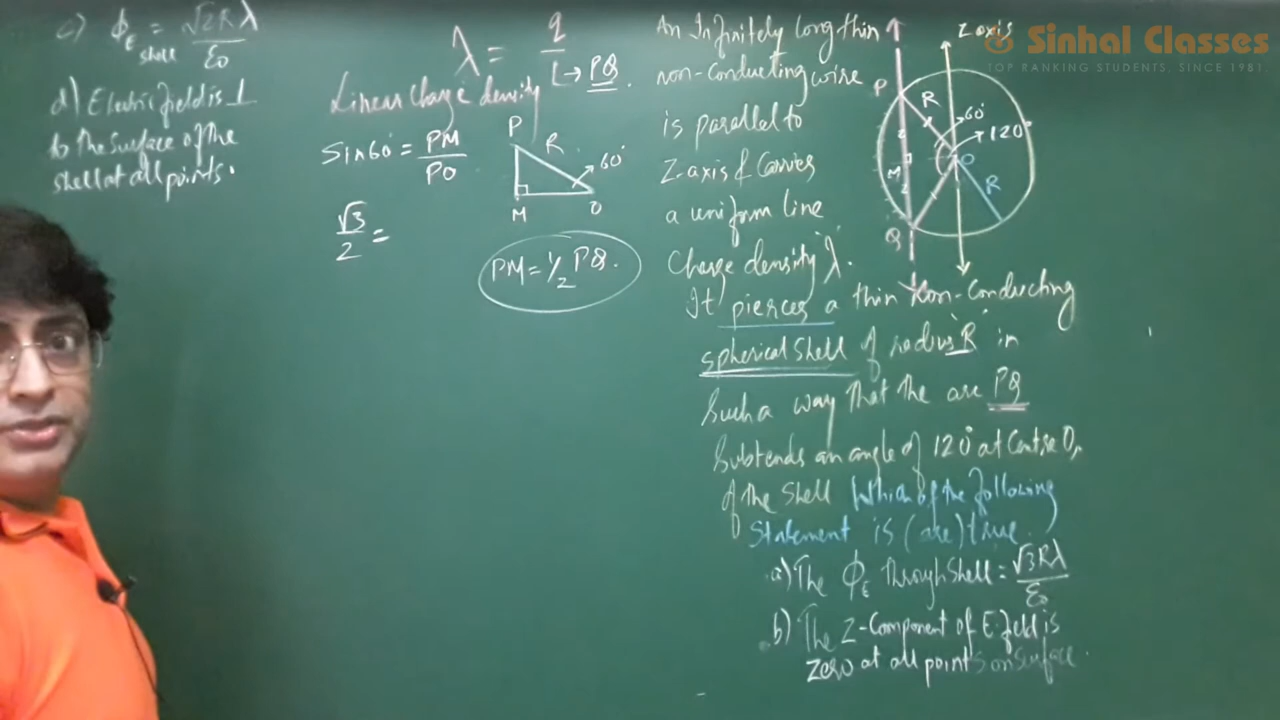 c) ϕE shell = √2Rλ/ε0
d) Electric field is ⊥
to the surface of the
shell at all points.
λ = q/L → PQ.
Linear Charge density
Sin60° = PM/PO
√3/2 =
P
R
60°
M
O
PM = 1/2 PQ.
An Infinitely long thin
non-conducting wire
is parallel to
Z-axis & Carries
a uniform line
Charge density λ.
It pierces a thin Non-Conducting
spherical shell of radius "R" in
Such a way that the arc PQ
Subtends an angle of 120° at Centre O,
of the shell Which of the following
Statement is (are) true.
a) The ϕE Through Shell = √3Rλ/ε0
b) The Z-Component of E.field is
zero at all points on surface.
Z axis
P
R
60°
120°
M
O
R
Q
Sinhal Classes
TOP RANKING STUDENTS, SINCE 1981.